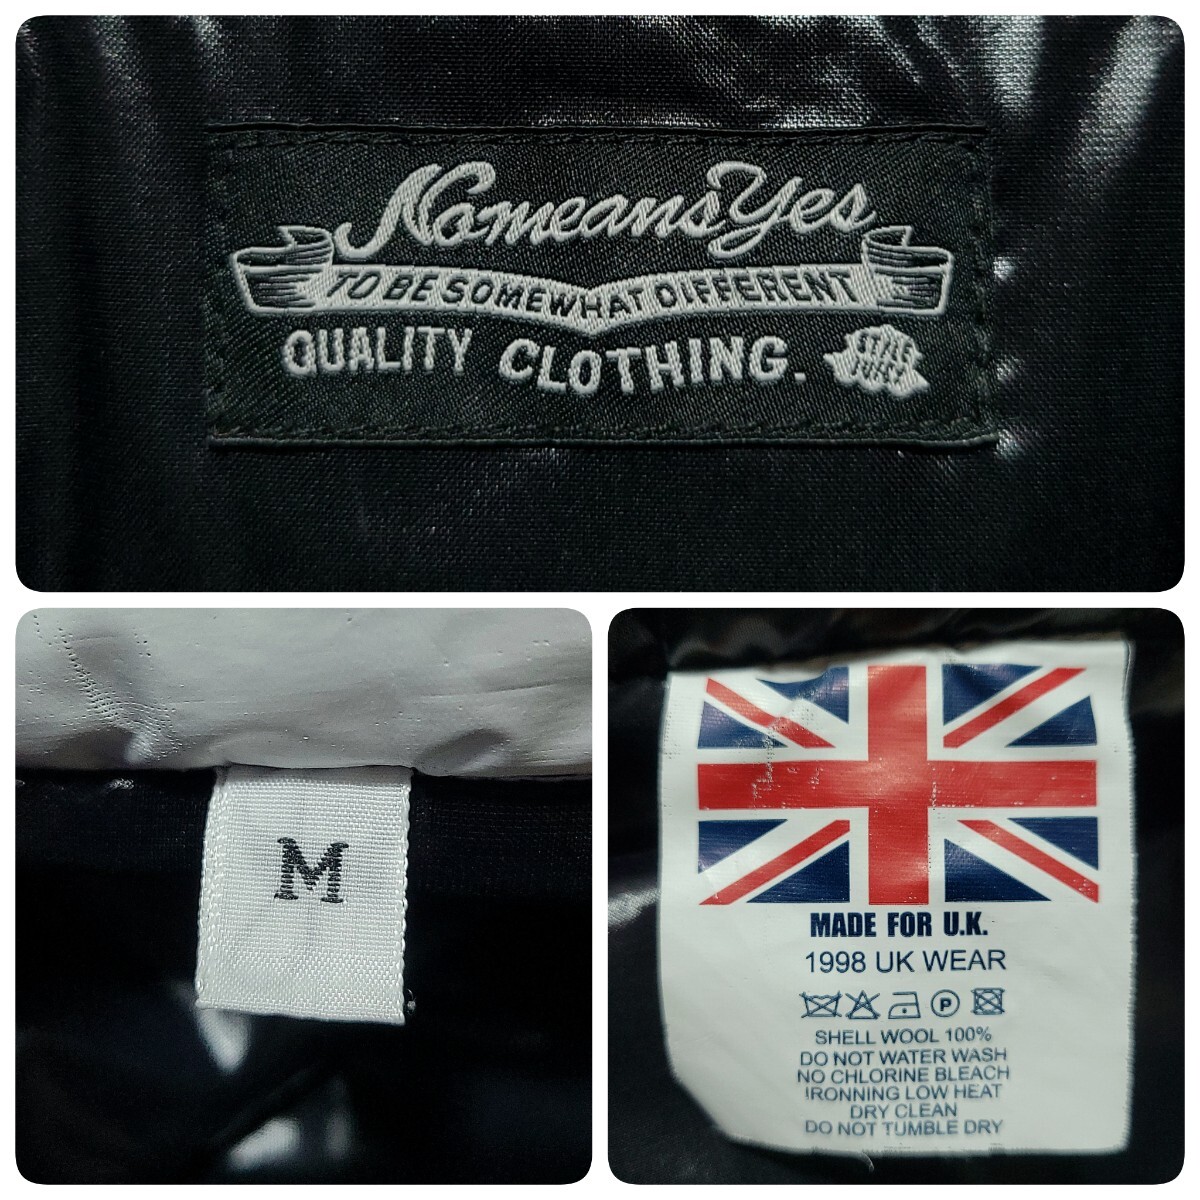 NomeansYes
TO BE SOMEWHAT DIFFERENT
QUALITY CLOTHING.
STYLE
M
MADE FOR U.K.
1998 UK WEAR
P
SHELL WOOL 100%
DO NOT WATER WASH
NO CHLORINE BLEACH
IRONNING LOW HEAT
DRY CLEAN
DO NOT TUMBLE DRY